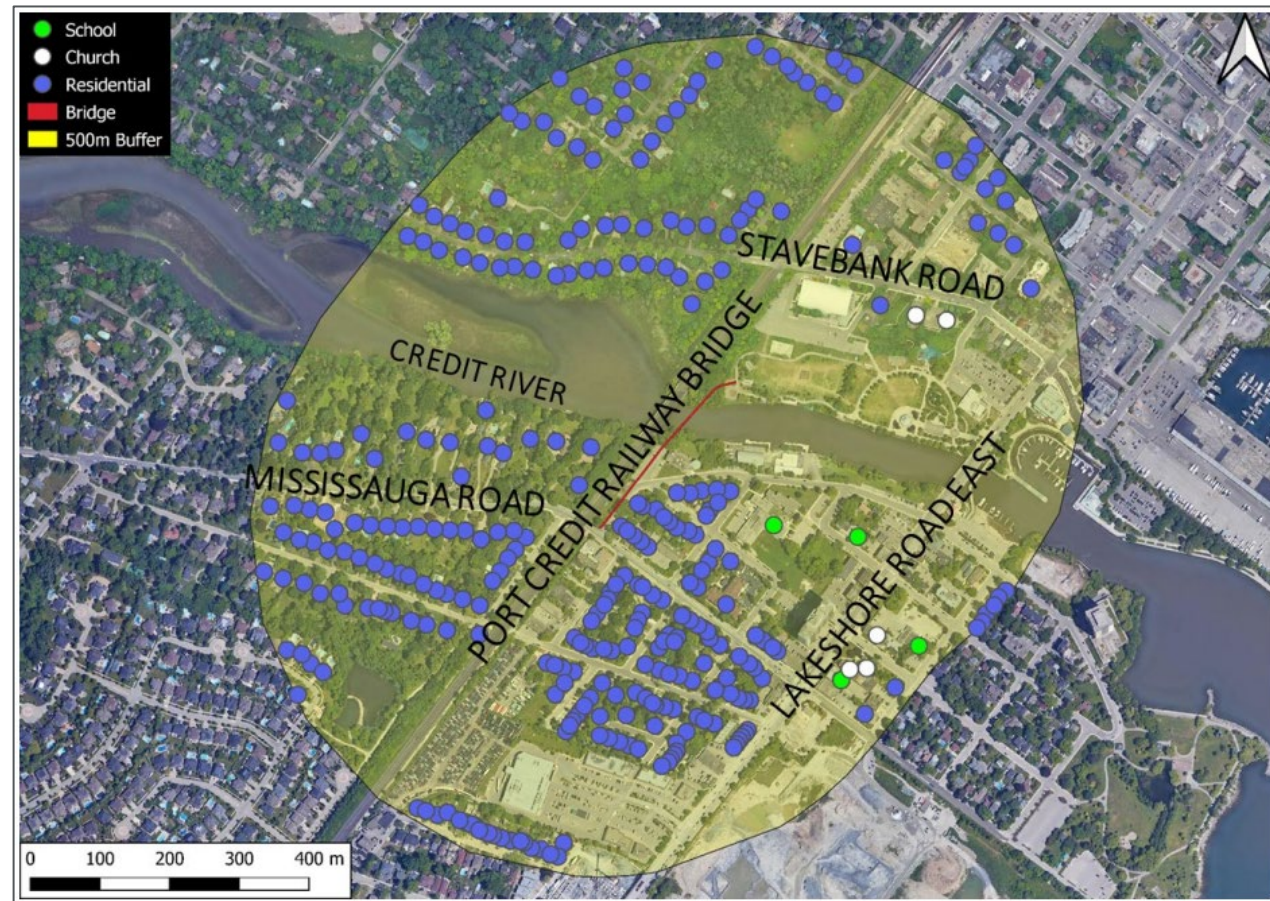 School
Church
Residential
Bridge
500m Buffer
STAVEBANK ROAD
CREDIT RIVER
PORT CREDIT RAILWAY BRIDGE
MISSISSAUGA ROAD
LAKESHORE ROAD EAST
0 100 200 300 400 m